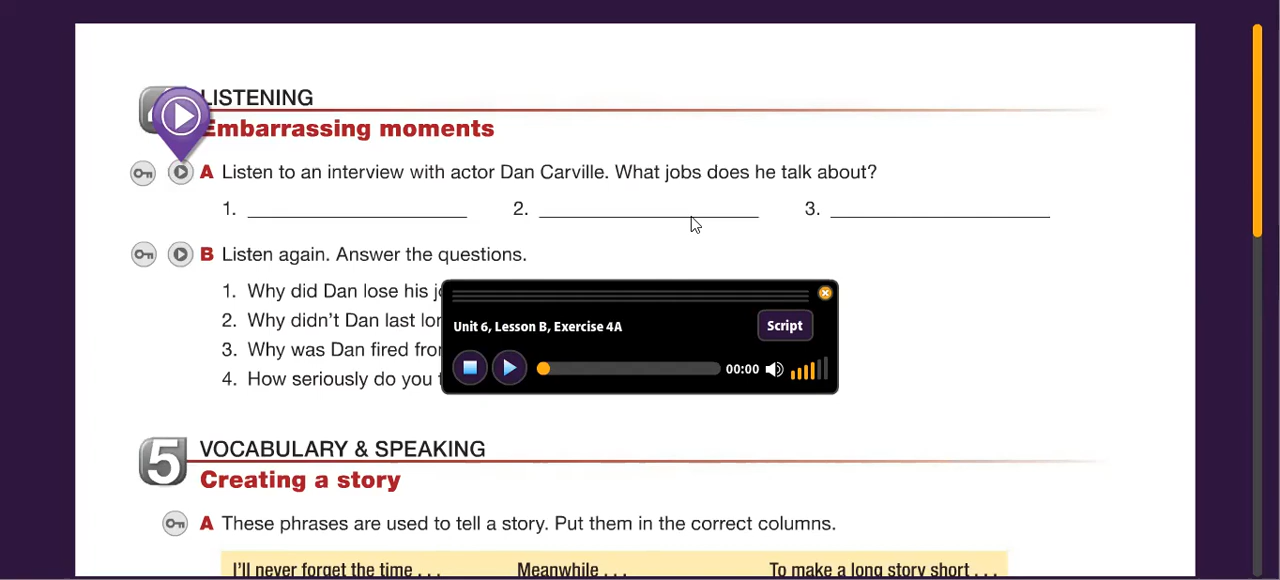 LISTENING
Embarrassing moments
A Listen to an interview with actor Dan Carville. What jobs does he talk about?
1. ____________________ 2. ____________________ 3. ____________________
B Listen again. Answer the questions.
1. Why did Dan lose his
2. Why didn't Dan last
3. Why was Dan fired
4. How seriously do you
Unit 6, Lesson B, Exercise 4A
Script
00:00
5 VOCABULARY & SPEAKING
Creating a story
A These phrases are used to tell a story. Put them in the correct columns.
I'll never forget the time . . . Meanwhile . . . To make a long story short . . .